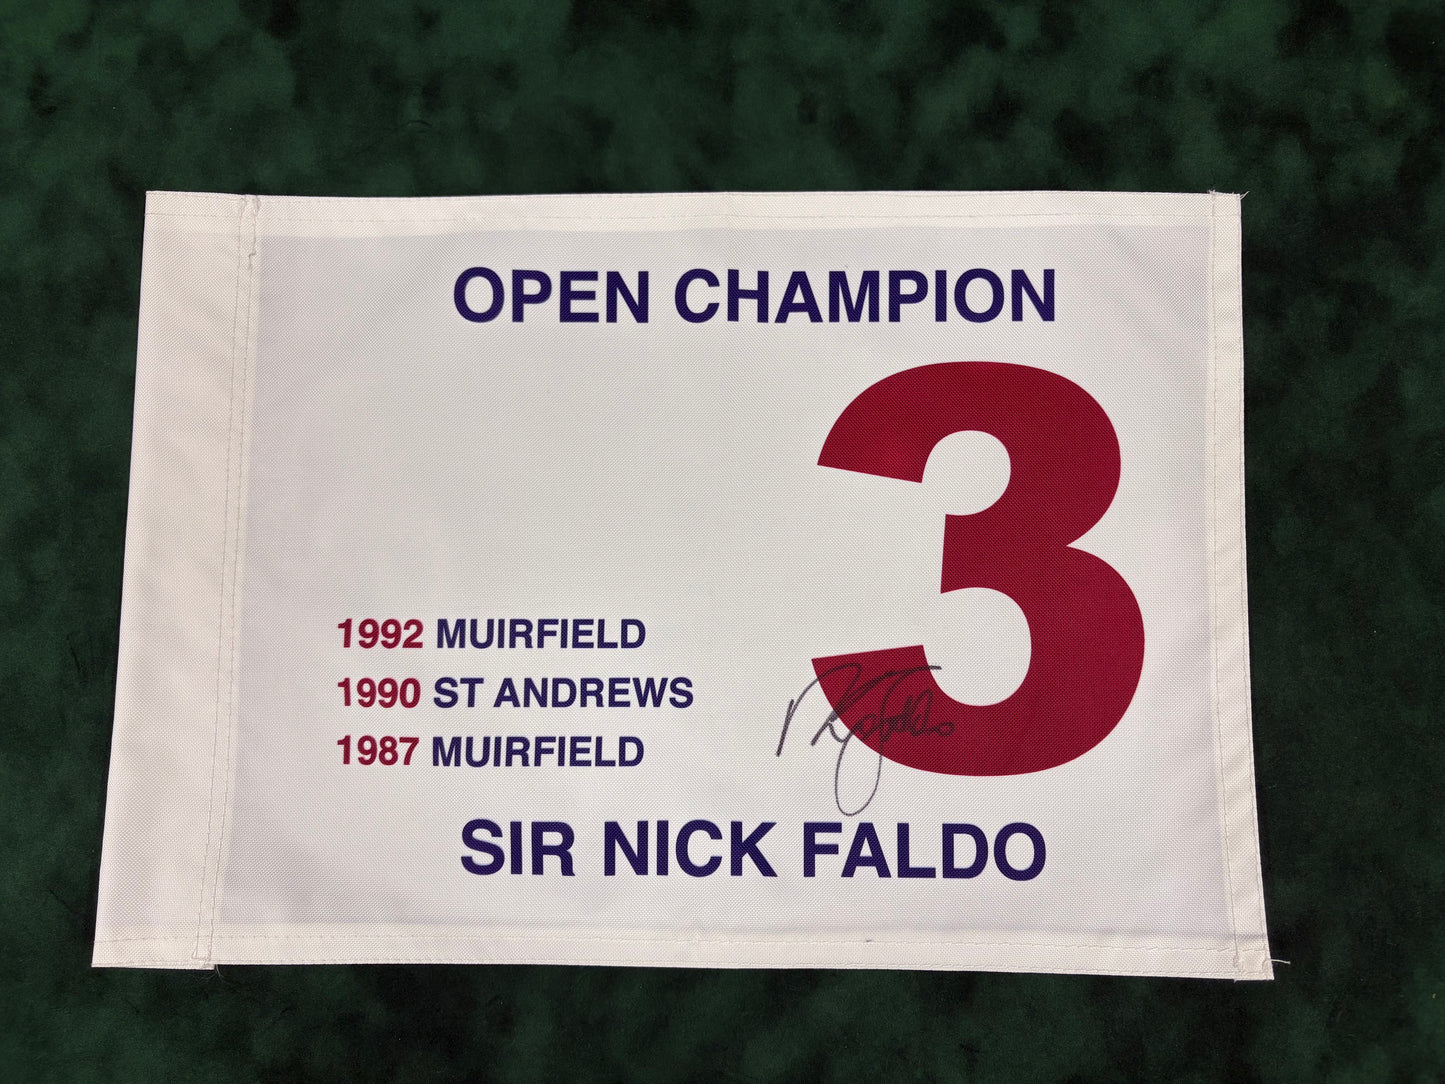 OPEN CHAMPION
3
1992 MUIRFIELD
1990 ST ANDREWS
1987 MUIRFIELD
SIR NICK FALDO